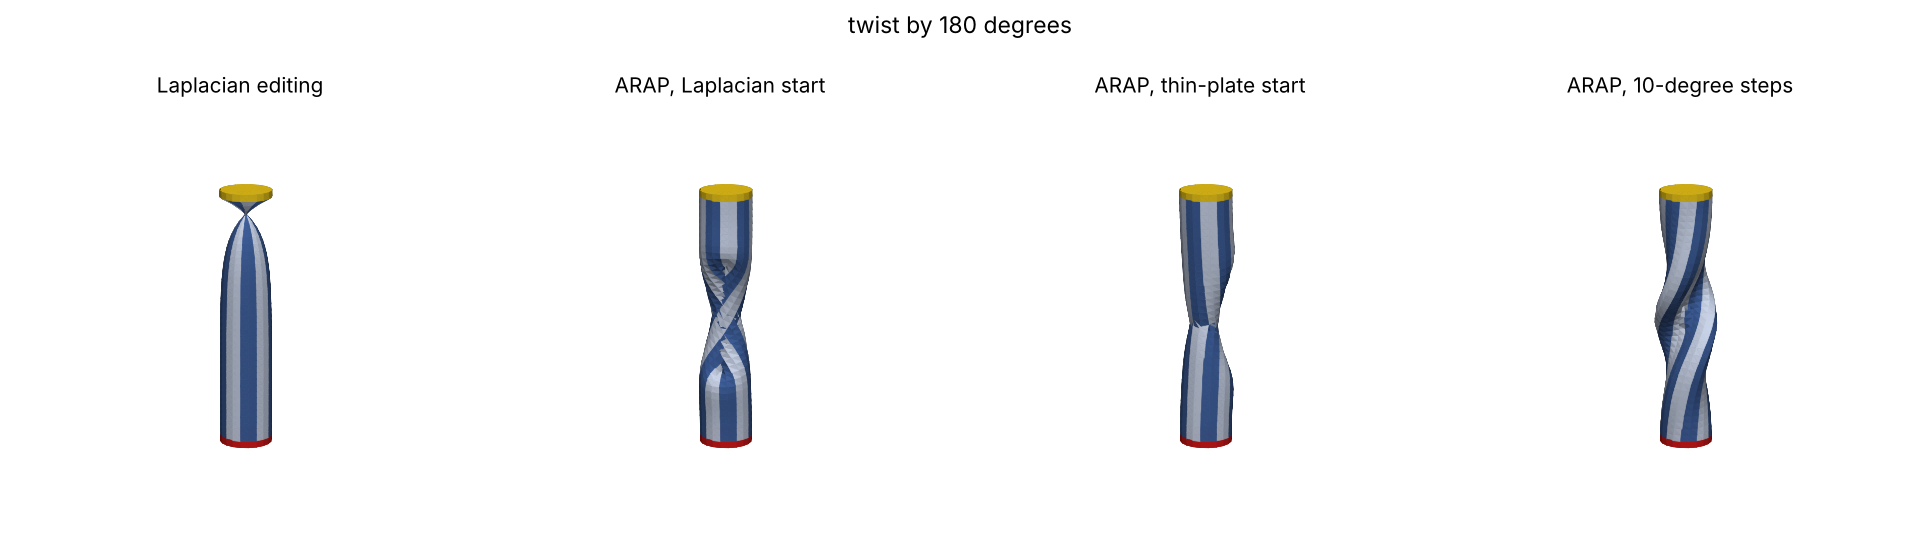 twist by 180 degrees
Laplacian editing
ARAP, Laplacian start
ARAP, thin-plate start
ARAP, 10-degree steps